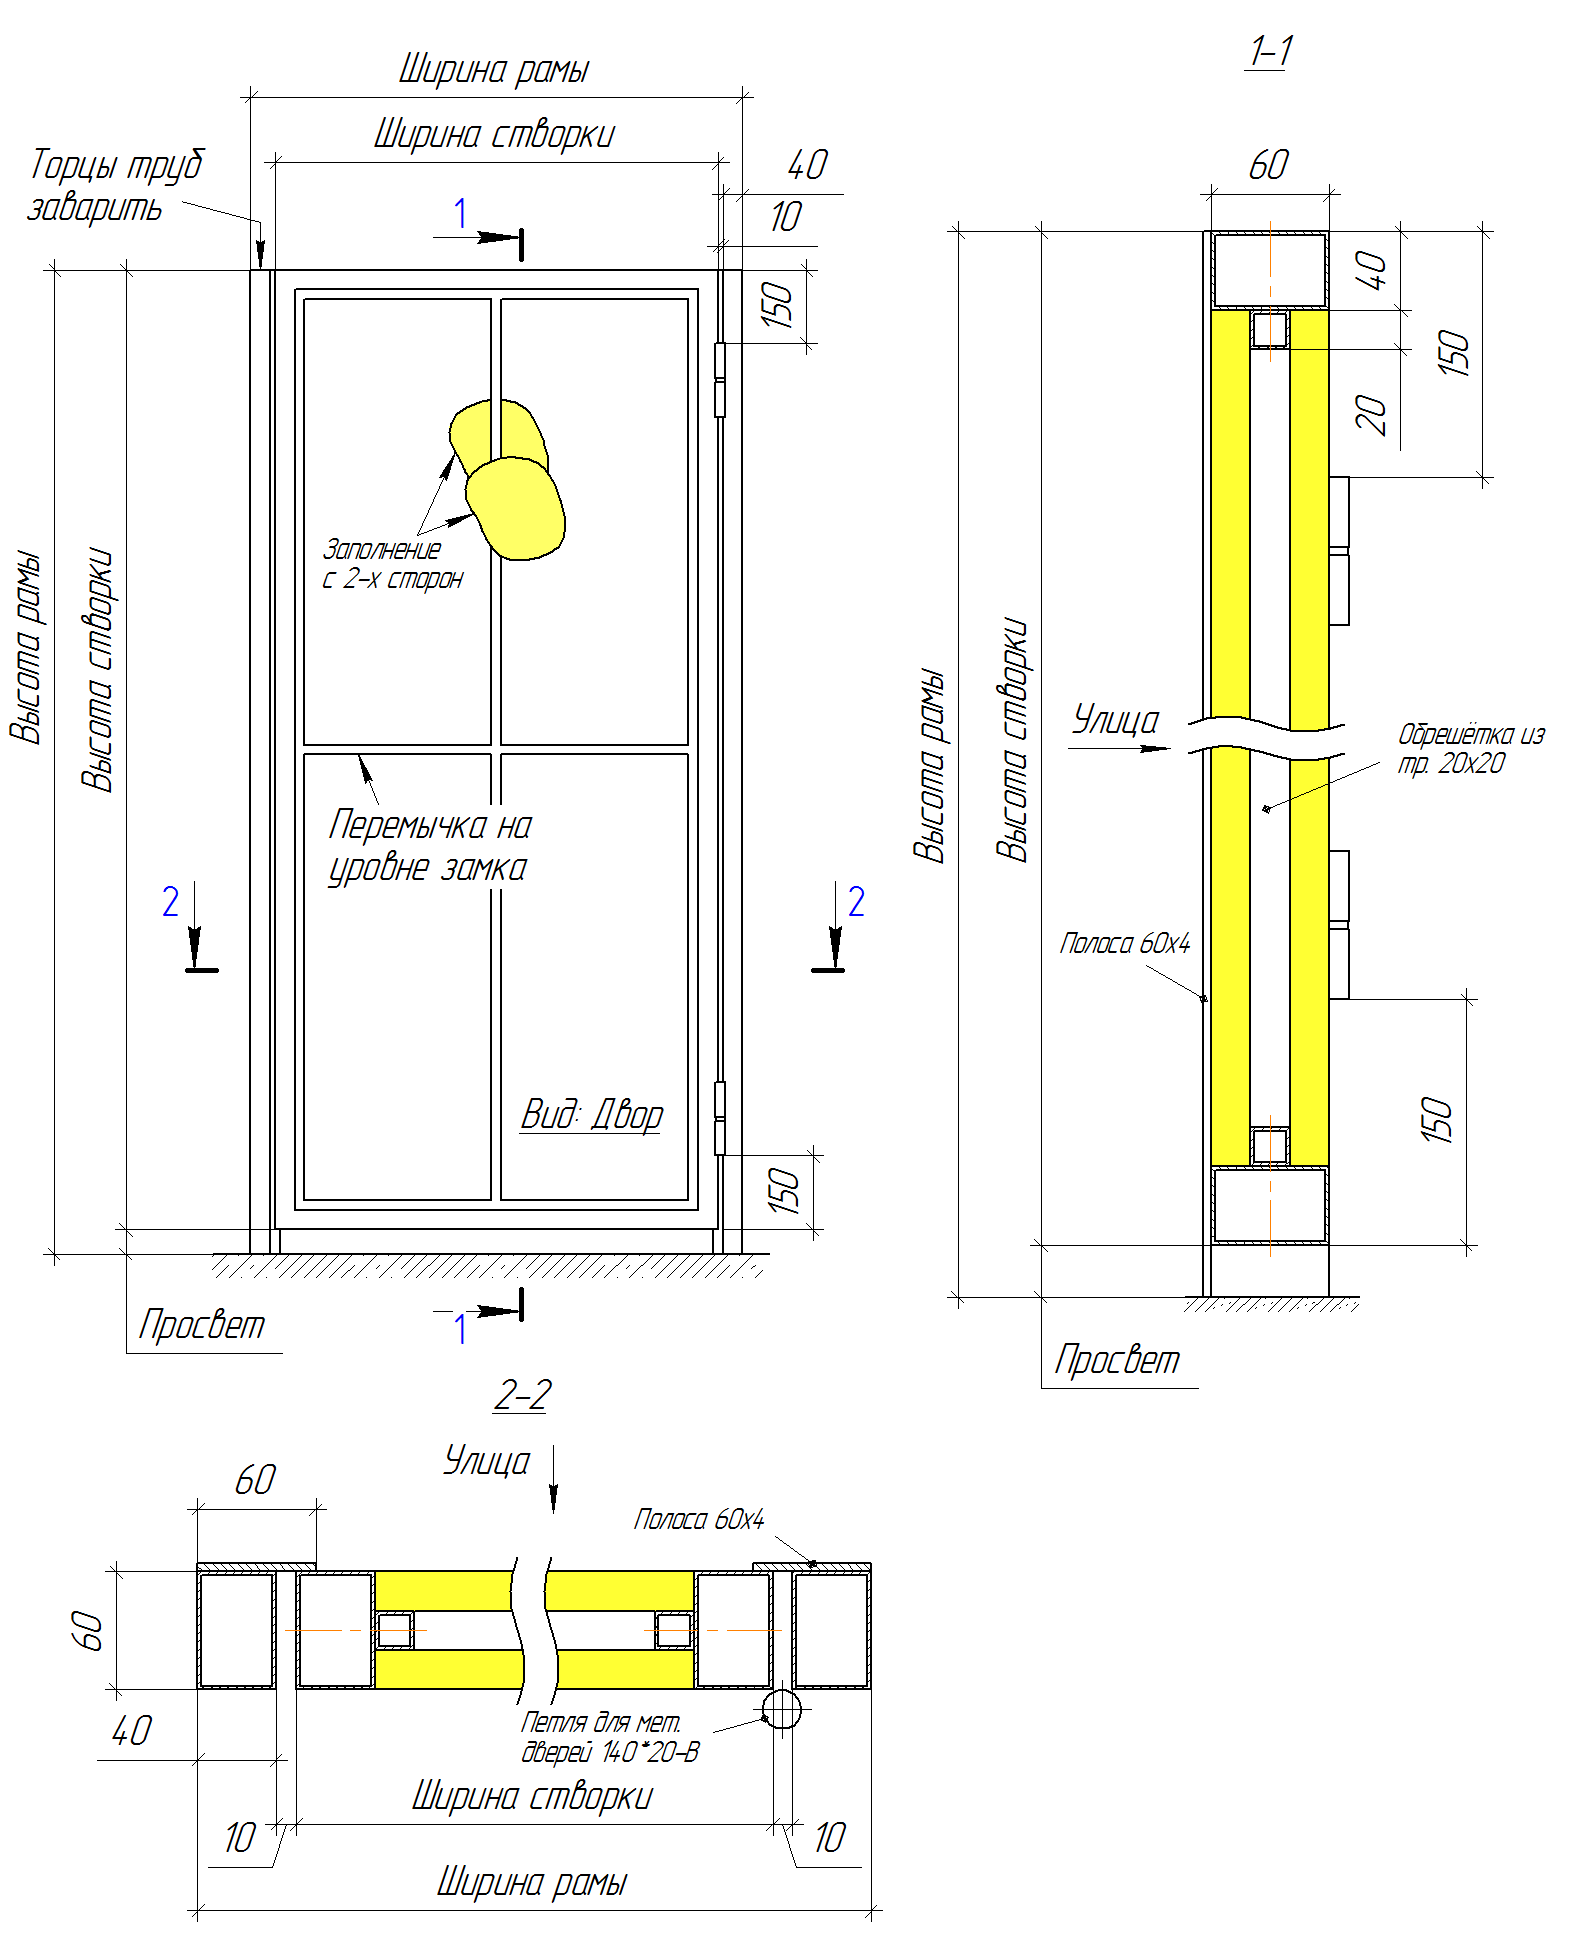 Ширина рамы
Ширина створки
40
10
Торцы труб
заварить
1
150
Высота рамы
Высота створки
Заполнение
с 2-х сторон
Перемычка на
уровне замка
2
2
Вид: Двор
150
Просвет
1
1-1
60
40
150
20
Высота рамы
Высота створки
Улица
Обрешётка из
тр. 20х20
Полоса 60х4
150
Просвет
2-2
Улица
60
Полоса 60х4
60
40
Петля для мет.
дверей 140*20-В
Ширина створки
10
10
Ширина рамы